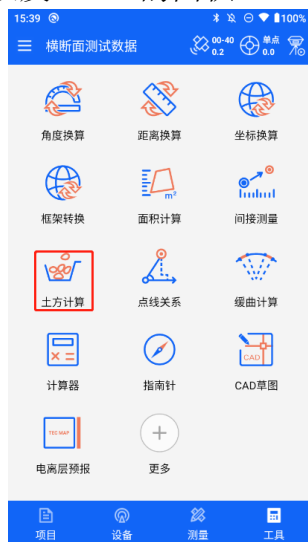 15:39 100%
横断面测试数据 00-40 0.2 单点 0.0
角度换算 距离换算 坐标换算
m²
框架转换 面积计算 间接测量
土方计算 点线关系 缓曲计算
CAD
计算器 指南针 CAD草图
TEC MAP
电离层预报 更多
项目 设备 测量 工具